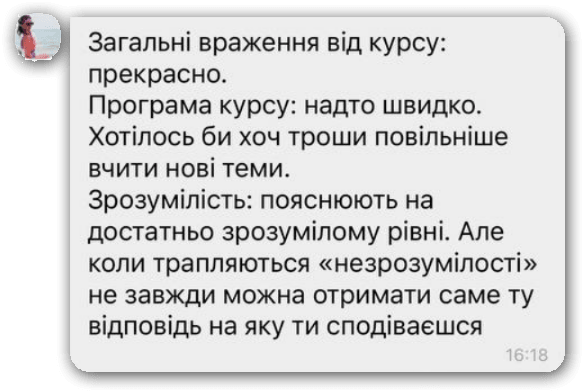 Загальні враження від курсу:
прекрасно.
Програма курсу: надто швидко.
Хотілось би хоч троши повільніше
вчити нові теми.
Зрозумілість: пояснюють на
достатньо зрозумілому рівні. Але
коли трапляються «незрозумілості»
не завжди можна отримати саме ту
відповідь на яку ти сподіваєшся
16:18